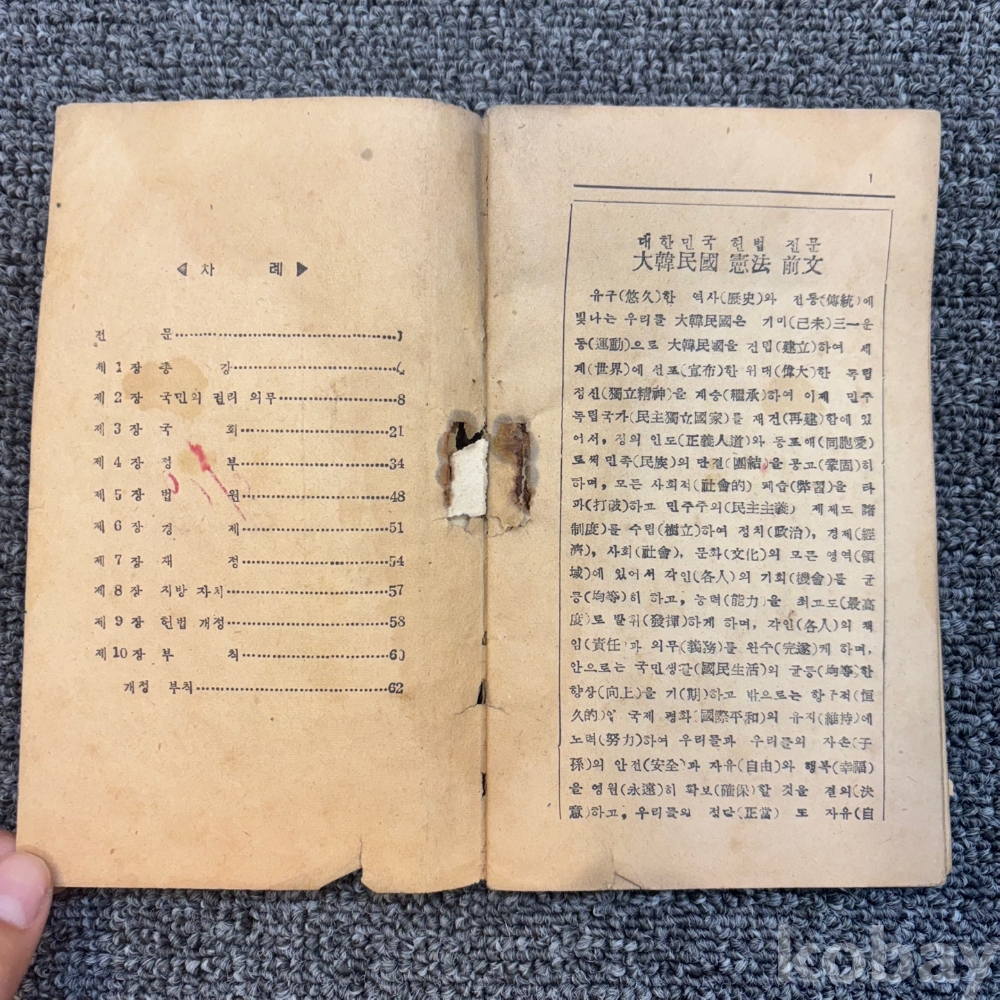 ◀차 례▶
전 문 1
제 1 장 총 강
제 2 장 국민의 권리 의무 8
제 3 장 국 회 21
제 4 장 정 부 34
제 5 장 법 원 48
제 6 장 경 제 51
제 7 장 재 정 54
제 8 장 지방 자치 57
제 9 장 헌법 개정 58
제 10 장 부 칙
개정 부칙 62
1
대한민국 헌법 전문
大韓民國 憲法 前文
유구(悠久)한 역사(歷史)와 전통(傳統)에
빛나는 우리들 大韓民國은 기미(己未)三一운
동(運動)으로 大韓民國을 건립(建立)하여 세
계(世界)에 선포(宣布)한 위대(偉大)한 독립
정신(獨立精神)을 계승(繼承)하여 이제 민주
독립국가(民主獨立國家)를 재건(再建)함에 있
어서, 정의 인도(正義人道)와 동포애(同胞愛)
로써 민족(民族)의 단결(團結)을 공고(鞏固)히
하며, 모든 사회적(社會的) 폐습(弊習)을 타
파(打破)하고 민주주의(民主主義) 제제도 諸
制度)를 수립(樹立)하여 정치(政治), 경제(經
濟), 사회(社會), 문화(文化)의 모든 영역(領
域)에 있어서 각인(各人)의 기회(機會)를 균
등(均等)히 하고, 능력(能力)을 최고도(最高
度)로 발휘(發揮)하게 하며, 각인(各人)의 책
임(責任)과 의무(義務)를 완수(完遂)케 하며,
안으로는 국민생활(國民生活)의 균등(均等)한
향상(向上)을 기(期)하고 밖으로는 항구적(恒
久的)인 국제 평화(國際平和)의 유지(維持)에
노력(努力)하여 우리들과 우리들의 자손(子
孫)의 안전(安全)과 자유(自由)와 행복(幸福)
을 영원(永遠)히 확보(確保)할 것을 결의(決
意)하고, 우리들의 정당(正當) 또 자유(自
kobay